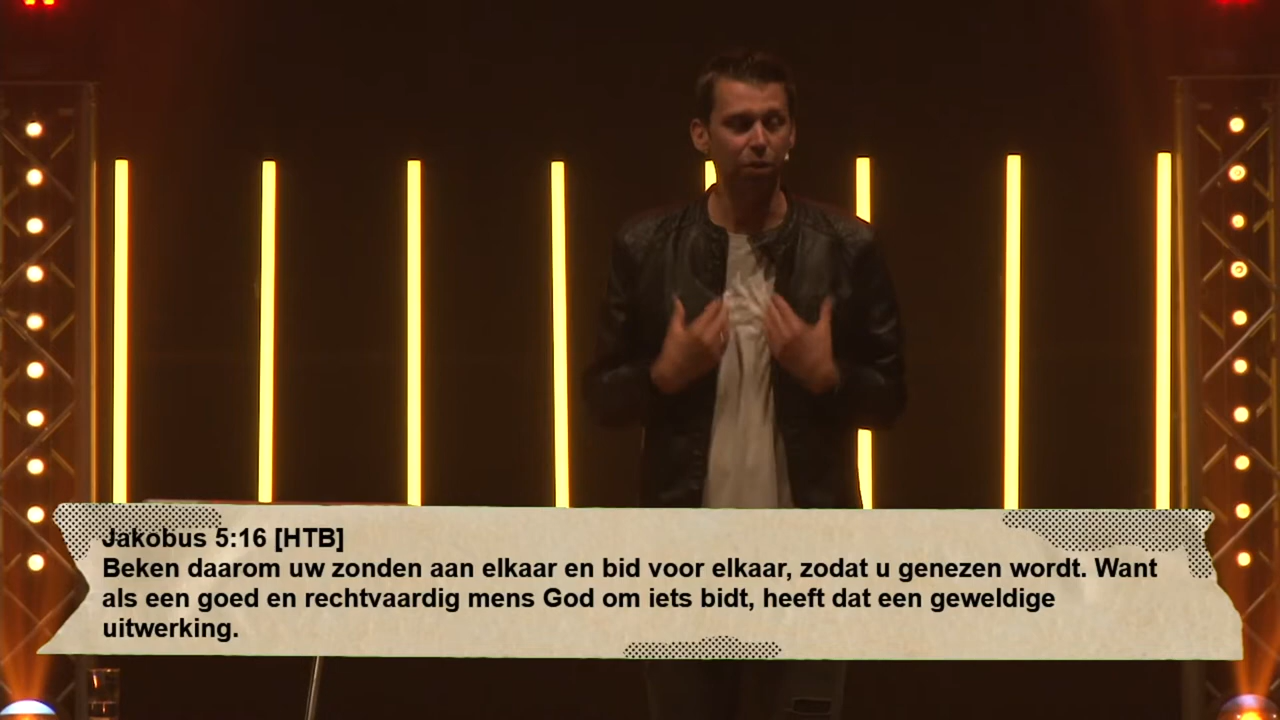 Jakobus 5:16 [HTB]
Beken daarom uw zonden aan elkaar en bid voor elkaar, zodat u genezen wordt. Want
als een goed en rechtvaardig mens God om iets bidt, heeft dat een geweldige
uitwerking.